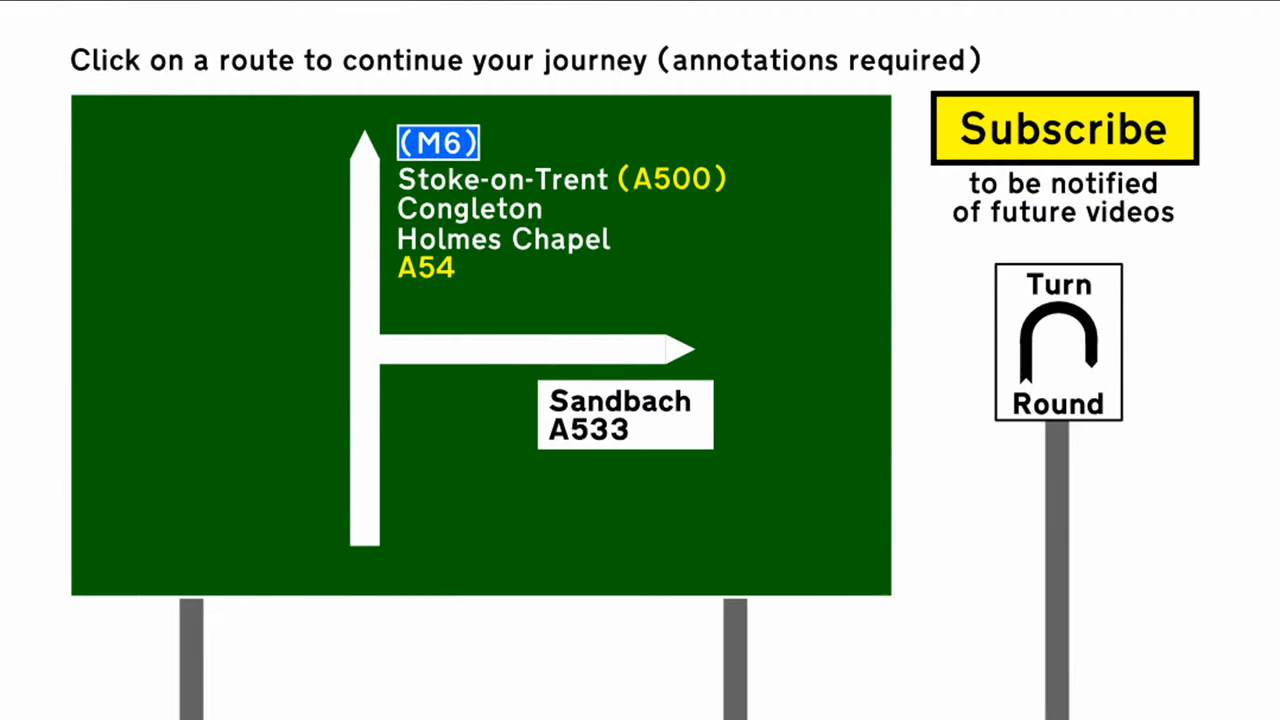 Click on a route to continue your journey (annotations required)
(M6)
Stoke-on-Trent (A500)
Congleton
Holmes Chapel
A54
Sandbach
A533
Subscribe
to be notified
of future videos
Turn
Round